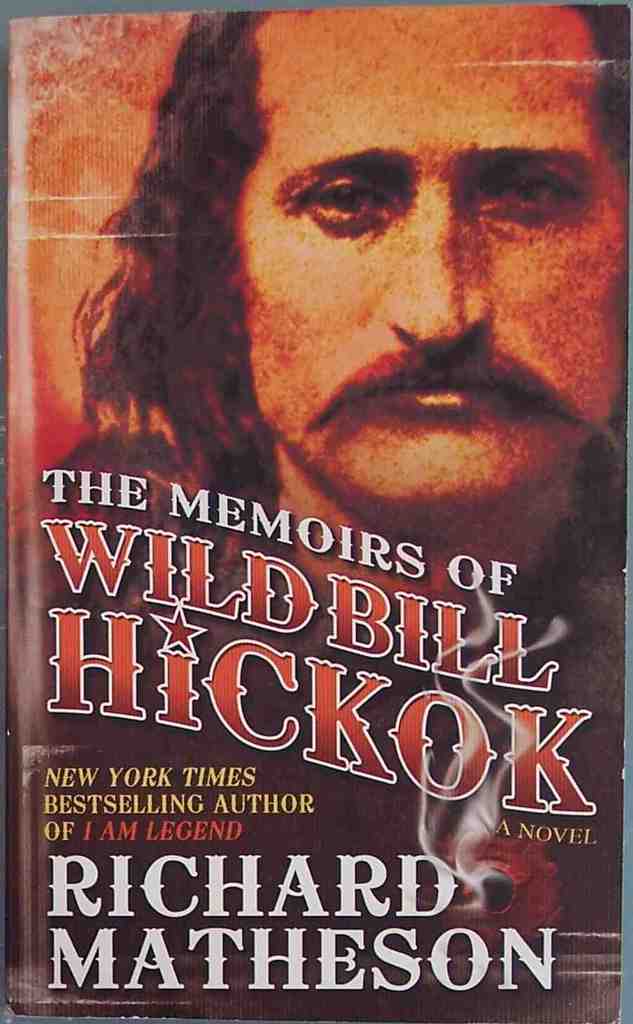 THE MEMOIRS OF
WILD BILL
HICKOK
NEW YORK TIMES
BESTSELLING AUTHOR
OF I AM LEGEND
A NOVEL
RICHARD
MATHESON